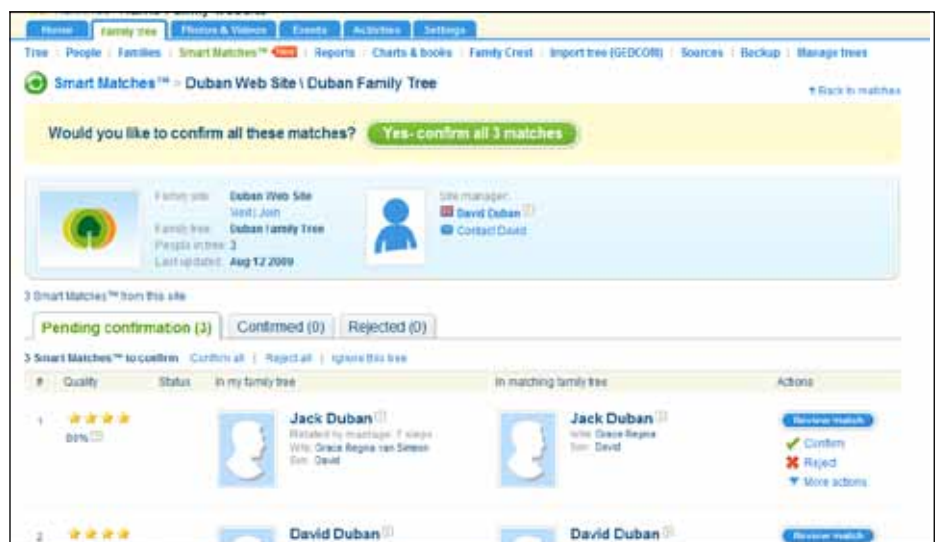 Home Family tree Photos & Videos Events Activities Settings
Tree People Families Smart Matches™ New Reports Charts & books Family Crest Import tree (GEDCOM) Sources Backup Manage trees
Smart Matches™ > Duban Web Site \ Duban Family Tree
Back to matches
Would you like to confirm all these matches? Yes- confirm all 3 matches
Family site: Duban Web Site
Visit | Join
Family tree: Duban Family Tree
People in tree: 3
Last updated: Aug 12 2009
Site manager:
David Duban
Contact David
3 Smart Matches™ from this site
Pending confirmation (3) Confirmed (0) Rejected (0)
3 Smart Matches™ to confirm Confirm all | Reject all | Ignore this tree
# Quality Status In my family tree In matching family tree Actions
1 Jack Duban Jack Duban Review match
Related by marriage: 7 steps
Wife: Grace Regina van Simson
Son: David
Wife: Grace Regina
Son: David
Confirm
Reject
More actions
2 David Duban David Duban Review match